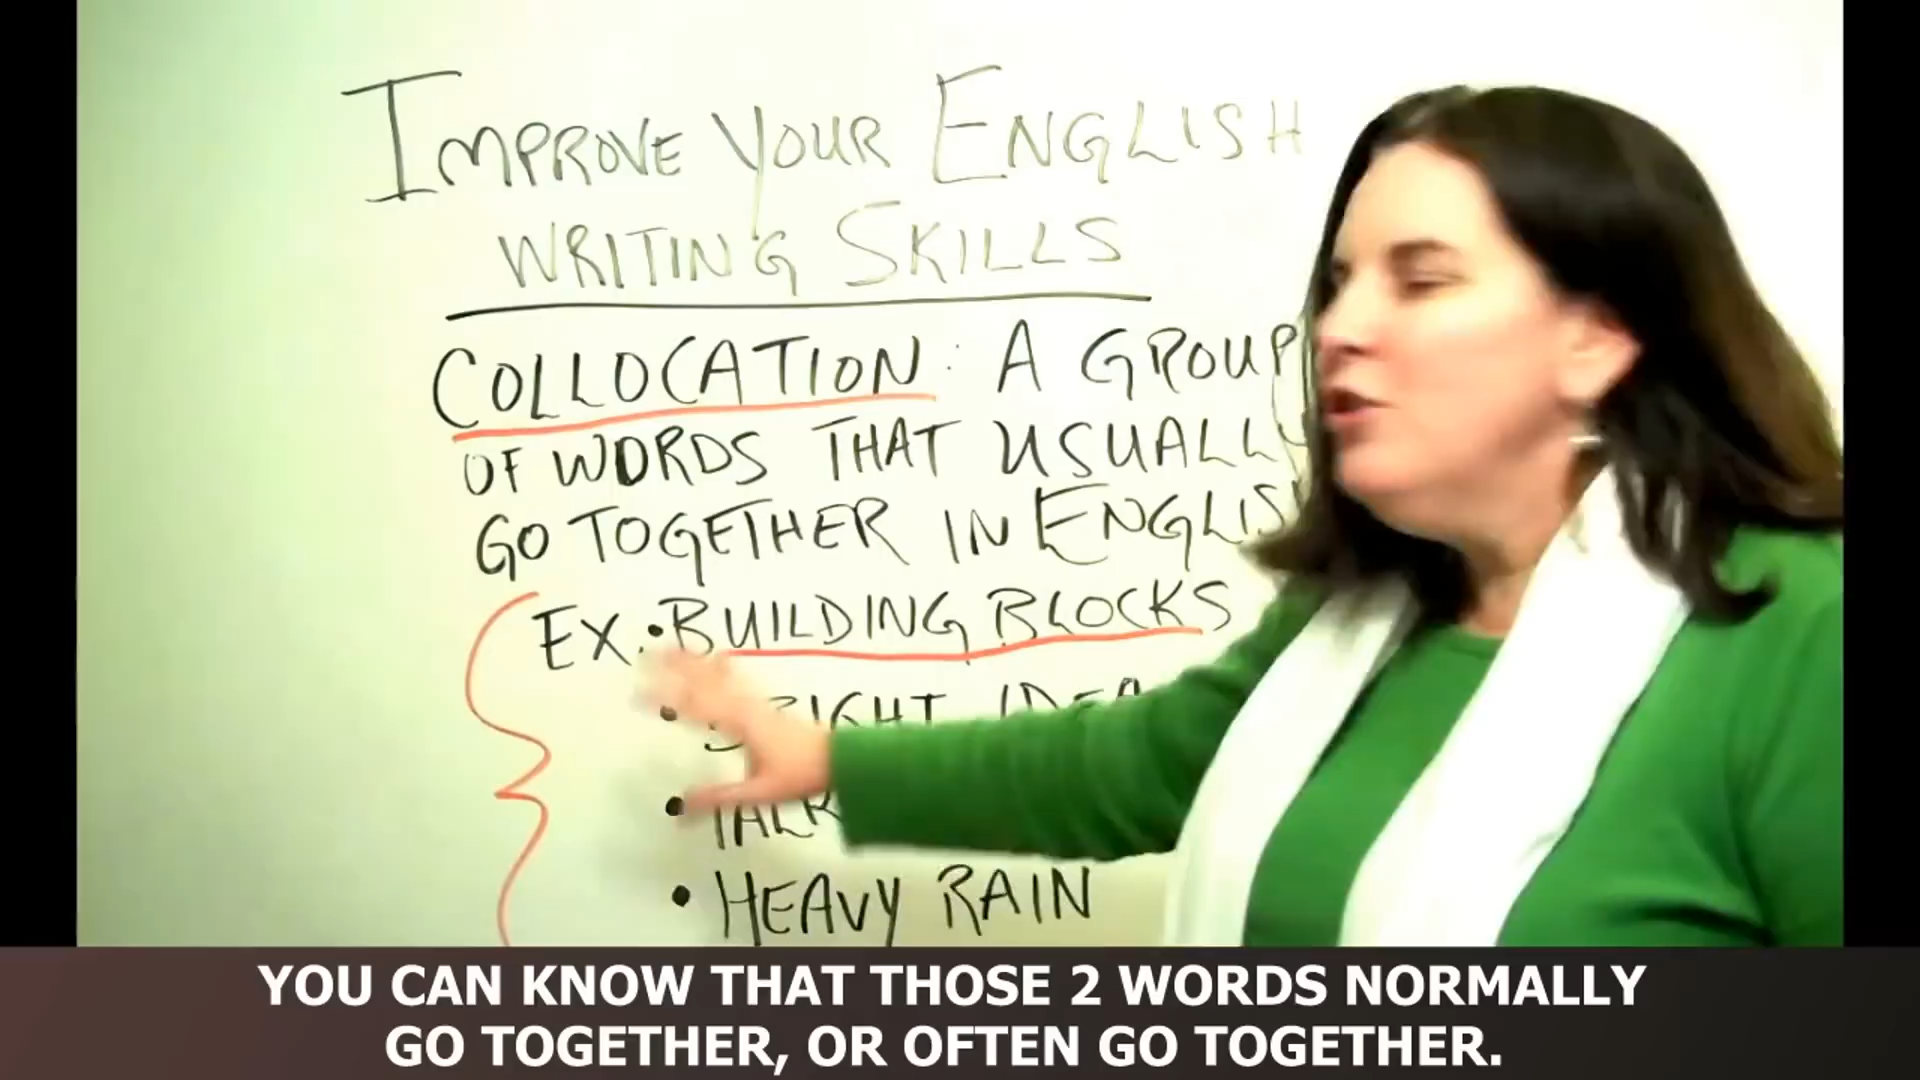 IMPROVE YOUR ENGLISH
WRITING SKILLS
COLLOCATION: A GROUP
OF WORDS THAT USUALL
GO TOGETHER IN ENGLIS
EX. • BUILDING BLOCKS
• HEAVY RAIN
YOU CAN KNOW THAT THOSE 2 WORDS NORMALLY
GO TOGETHER, OR OFTEN GO TOGETHER.